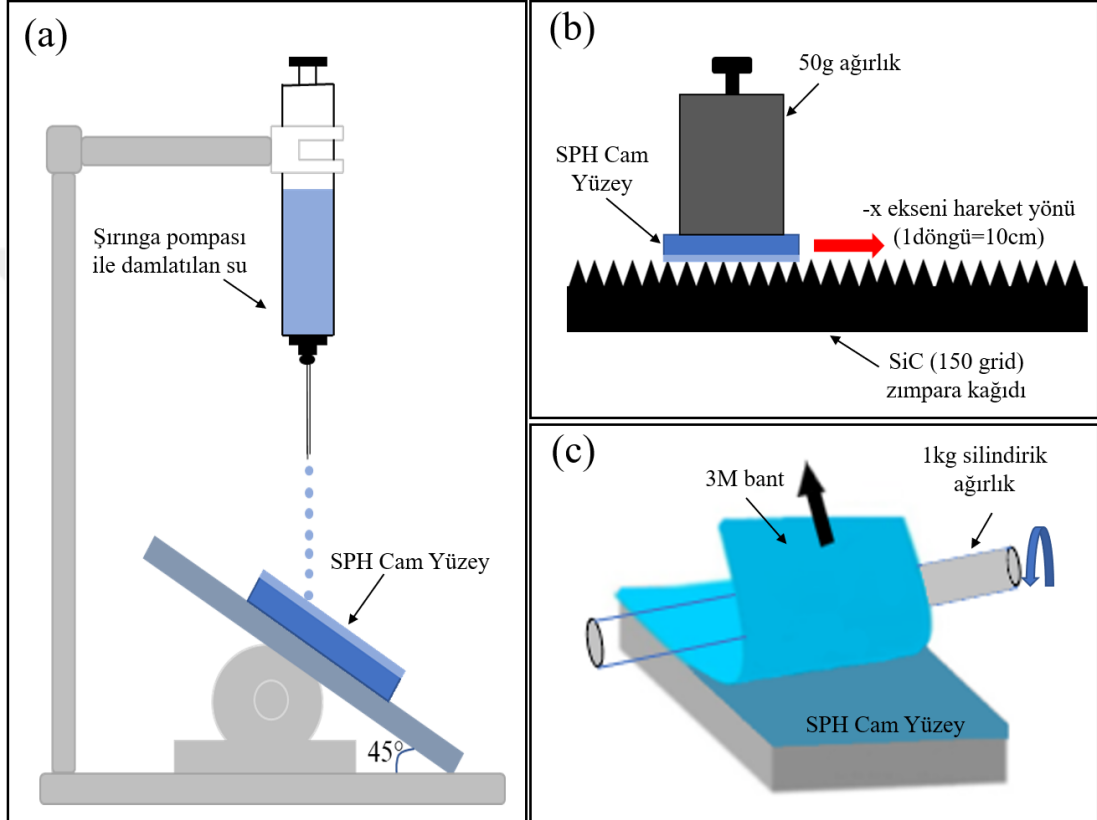 (a)
Şırınga pompası
ile damlatılan su
SPH Cam Yüzey
45°
(b)
50g ağırlık
SPH Cam
Yüzey
-x ekseni hareket yönü
(1döngü=10cm)
SiC (150 grid)
zımpara kağıdı
(c)
3M bant
1kg silindirik
ağırlık
SPH Cam Yüzey